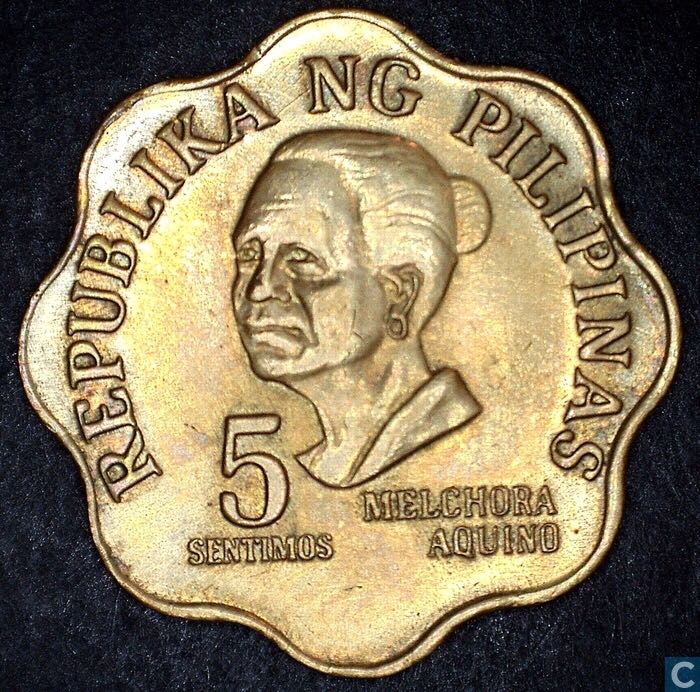 REPUBLIKA NG PILIPINAS
5
SENTIMOS
MELCHORA
AQUINO
C